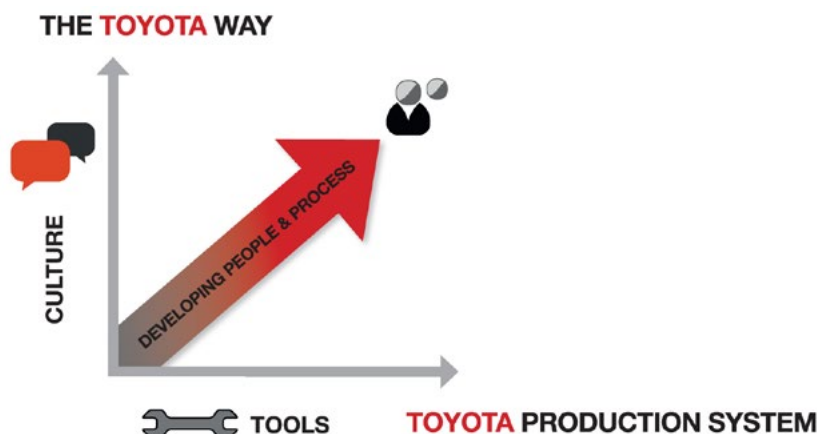 THE TOYOTA WAY
CULTURE
DEVELOPING PEOPLE & PROCESS
TOOLS
TOYOTA PRODUCTION SYSTEM